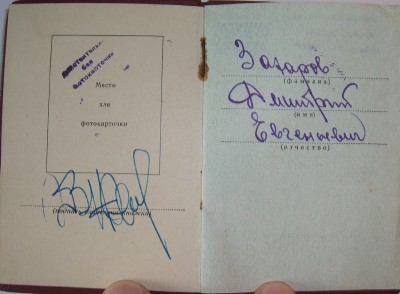 Действительно
без
фотокарточки
Место
для
фотокарточки
Захаров
(фамилия)
Дмитрий
(имя)
Евгеньевич
(отчество)